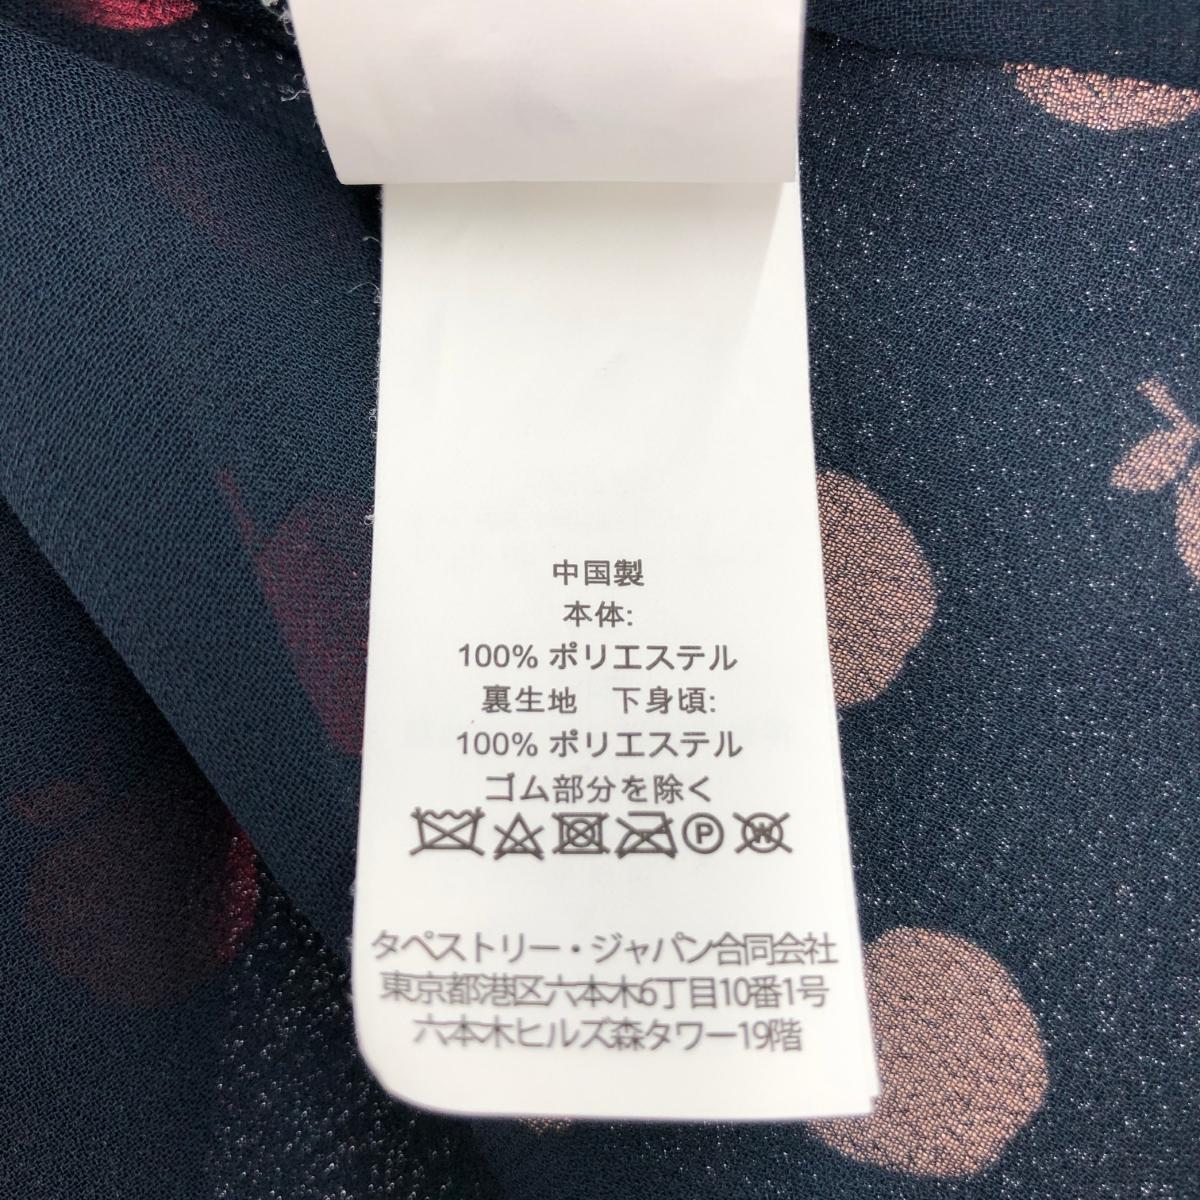 中国製
本体:
100% ポリエステル
裏生地　下身頃:
100% ポリエステル
ゴム部分を除く
P W
タペストリー・ジャパン合同会社
東京都港区六本木6丁目10番1号
六本木ヒルズ森タワー19階